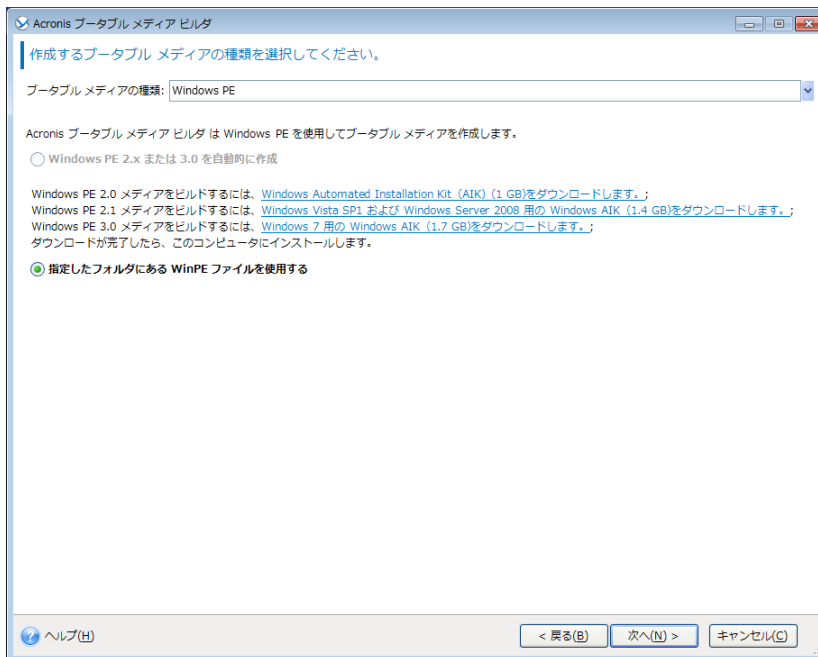 Acronis ブータブル メディア ビルダ
作成するブータブル メディアの種類を選択してください。
ブータブル メディアの種類: Windows PE
Acronis ブータブル メディア ビルダ は Windows PE を使用してブータブル メディアを作成します。
Windows PE 2.x または 3.0 を自動的に作成
Windows PE 2.0 メディアをビルドするには、Windows Automated Installation Kit (AIK) (1 GB)をダウンロードします。;
Windows PE 2.1 メディアをビルドするには、Windows Vista SP1 および Windows Server 2008 用の Windows AIK (1.4 GB)をダウンロードします。;
Windows PE 3.0 メディアをビルドするには、Windows 7 用の Windows AIK (1.7 GB)をダウンロードします。;
ダウンロードが完了したら、このコンピュータにインストールします。
指定したフォルダにある WinPE ファイルを使用する
ヘルプ(H) < 戻る(B) 次へ(N) > キャンセル(C)